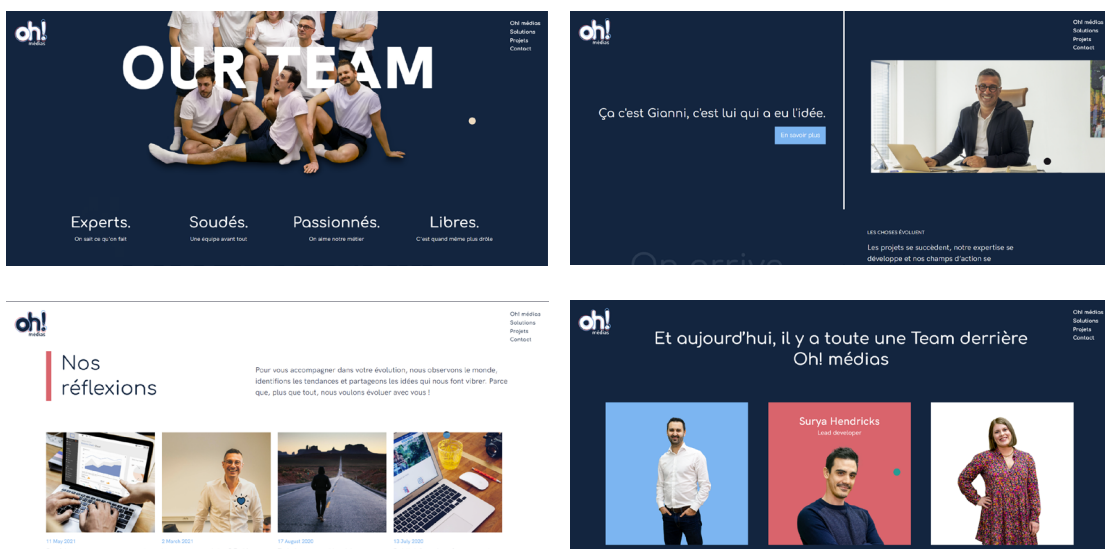 oh!
médias
Oh! médias
Solutions
Projets
Contact
OUR TEAM
Experts.
On sait ce qu'on fait
Soudés.
Une équipe avant tout
Passionnés.
On aime notre métier
Libres.
C'est quand même plus drôle
oh!
médias
Oh! médias
Solutions
Projets
Contact
Ça c'est Gianni, c'est lui qui a eu l'idée.
En savoir plus
LES CHOSES ÉVOLUENT
Les projets se succèdent, notre expertise se
développe et nos champs d'action se
On arrive
oh!
médias
Oh! médias
Solutions
Projets
Contact
Nos
réflexions
Pour vous accompagner dans votre évolution, nous observons le monde,
identifions les tendances et partageons les idées qui nous font vibrer. Parce
que, plus que tout, nous voulons évoluer avec vous !
11 May 2021
2 March 2021
17 August 2020
13 July 2020
oh!
médias
Oh! médias
Solutions
Projets
Contact
Et aujourd'hui, il y a toute une Team derrière
Oh! médias
Surya Hendricks
Lead developer